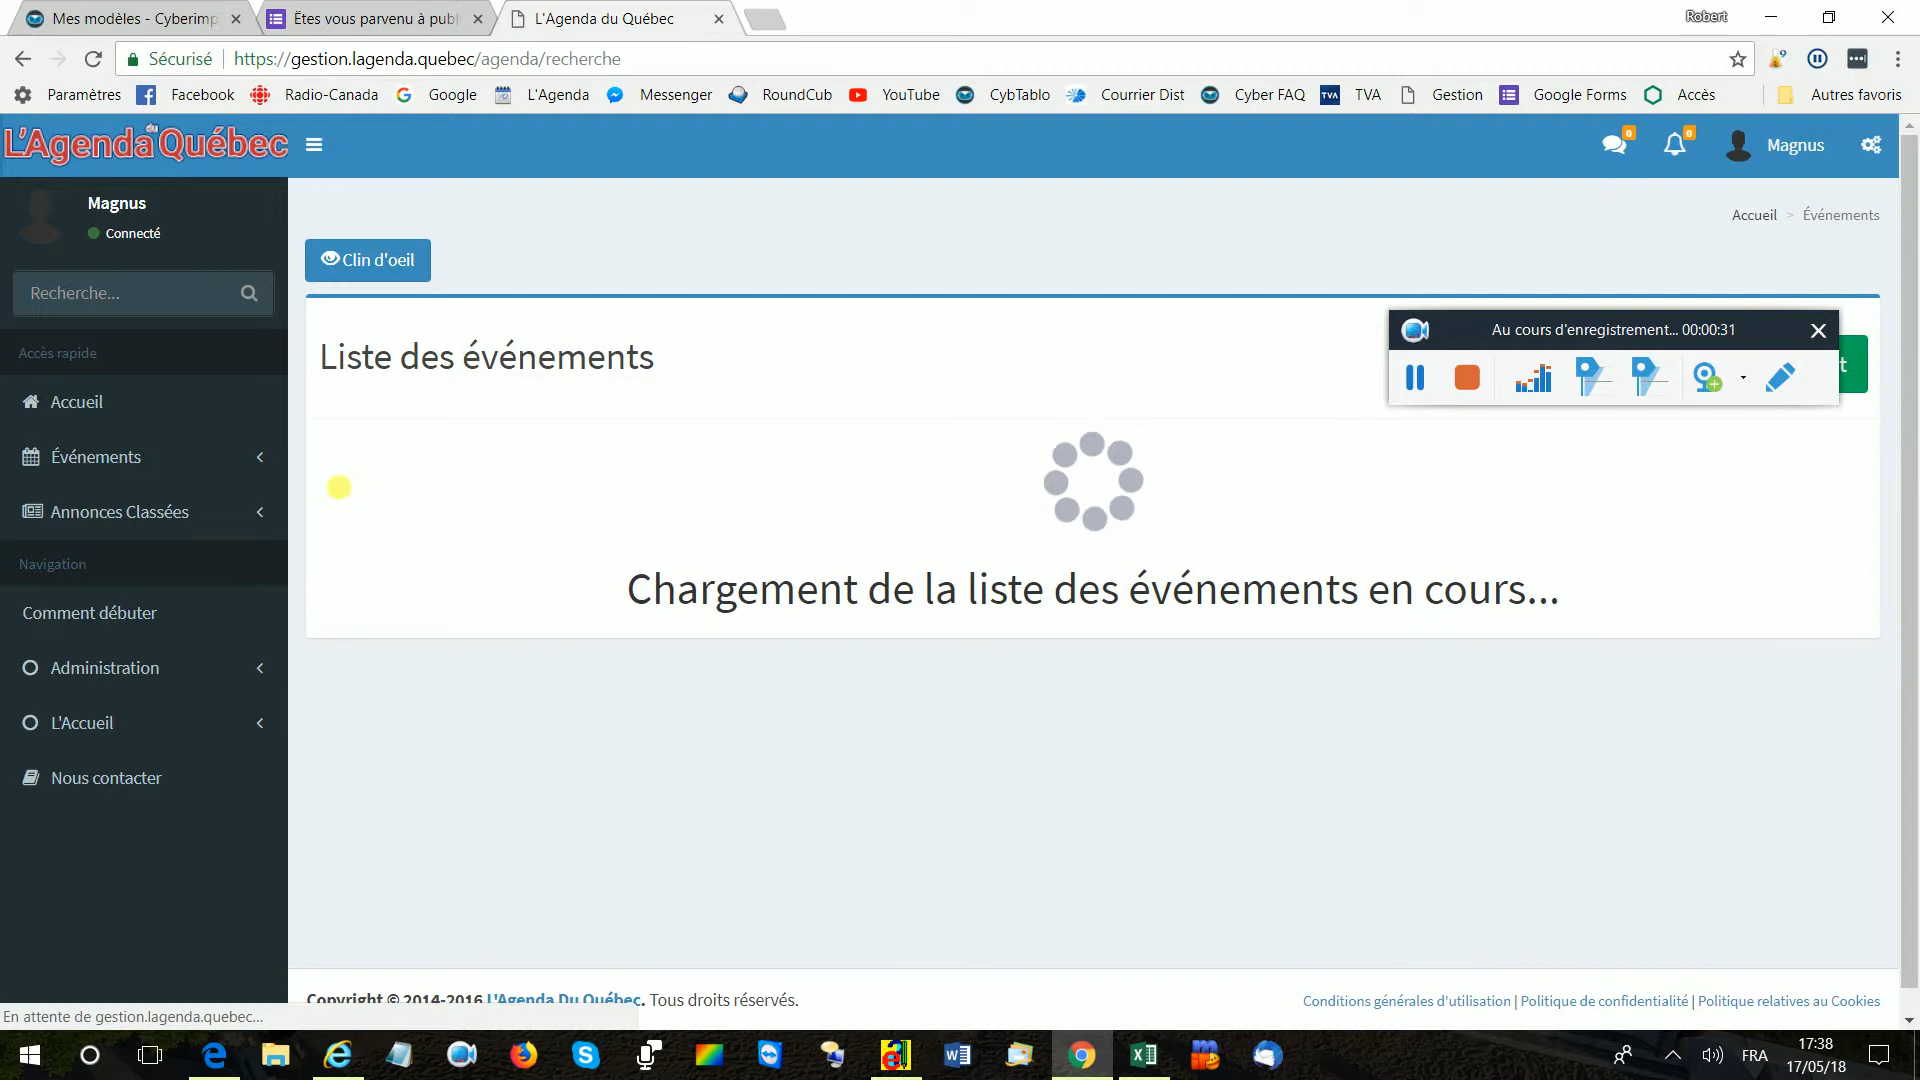 Mes modèles - Cyberimp
Êtes vous parvenu à publ
L'Agenda du Québec
Robert
Sécurisé
https://gestion.lagenda.quebec/agenda/recherche
Paramètres
Facebook
Radio-Canada
Google
L'Agenda
Messenger
RoundCub
YouTube
CybTablo
Courrier Dist
Cyber FAQ
TVA
TVA
Gestion
Google Forms
Accès
Autres favoris
L'Agenda du Québec
0
0
Magnus
Magnus
Connecté
Accueil > Événements
Clin d'oeil
Recherche...
Au cours d'enregistrement... 00:00:31
Liste des événements
t
Accès rapide
Accueil
Événements
Annonces Classées
Navigation
Chargement de la liste des événements en cours...
Comment débuter
Administration
L'Accueil
Nous contacter
Copyright © 2014-2016 L'Agenda Du Québec. Tous droits réservés.
Conditions générales d'utilisation | Politique de confidentialité | Politique relatives au Cookies
En attente de gestion.lagenda.quebec...
FRA
17:38
17/05/18